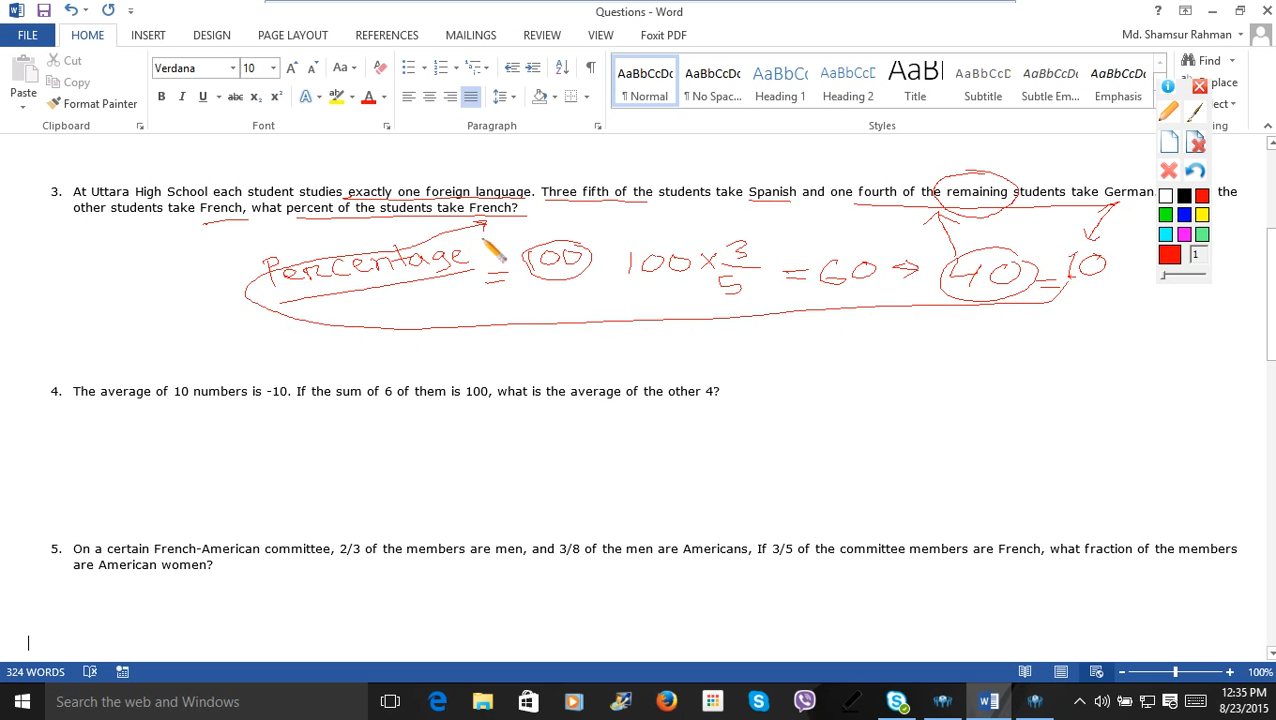 Questions - Word
FILE HOME INSERT DESIGN PAGE LAYOUT REFERENCES MAILINGS REVIEW VIEW Foxit PDF Md. Shamsur Rahman
Paste Cut Copy Format Painter
Verdana 10
AaBbCcDc AaBbCcDc AaBbCc AaBbCcD AaBb AaBbCcD AaBbCcDc AaBbCcDc Find
¶ Normal ¶ No Spac... Heading 1 Heading 2 Title Subtitle Subtle Em... Emphasis
Clipboard Font Paragraph Styles
3. At Uttara High School each student studies exactly one foreign language. Three fifth of the students take Spanish and one fourth of the remaining students take German. the
other students take French, what percent of the students take French?
Percentage = 100 100 × 3/5 = 60 → 40 = 10
4. The average of 10 numbers is -10. If the sum of 6 of them is 100, what is the average of the other 4?
5. On a certain French-American committee, 2/3 of the members are men, and 3/8 of the men are Americans, If 3/5 of the committee members are French, what fraction of the members
are American women?
324 WORDS 100%
Search the web and Windows
12:35 PM
8/23/2015